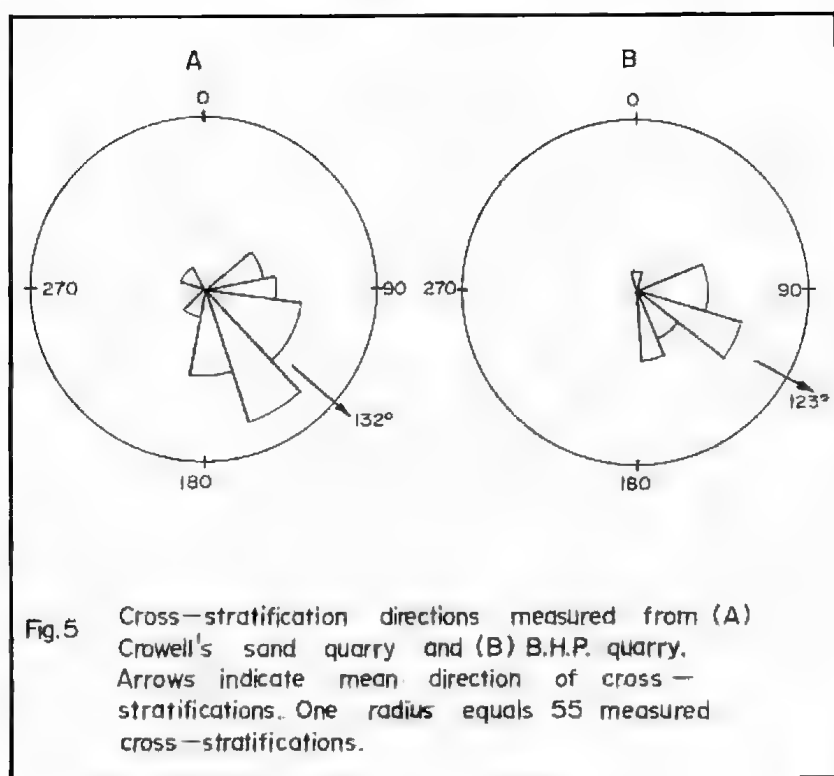 A
B
0
0
270
90
270
90
132°
123°
180
180
Fig.5 Cross-stratification directions measured from (A)
Crowell's sand quarry and (B) B.H.P. quarry.
Arrows indicate mean direction of cross-
stratifications. One radius equals 55 measured
cross-stratifications.